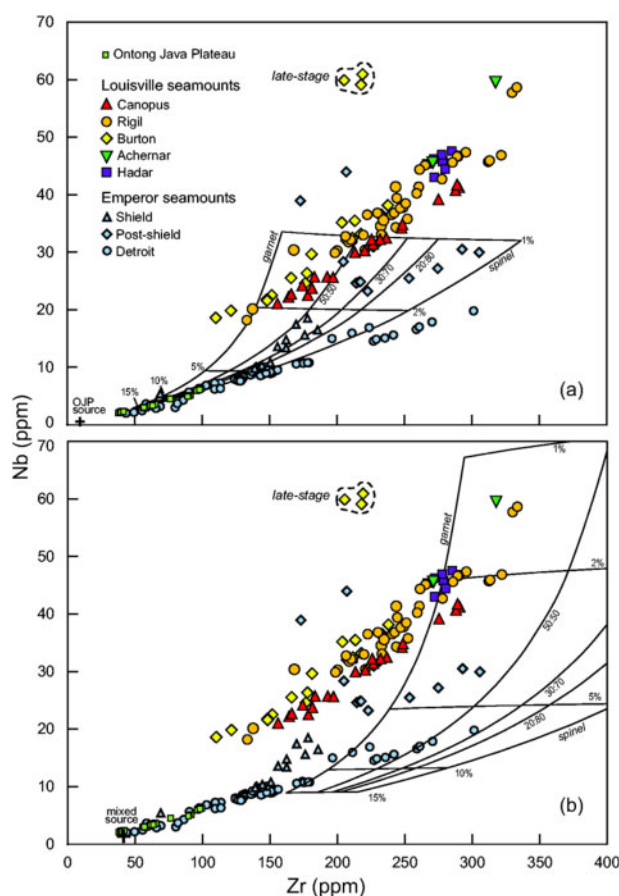 70
(a)
Ontong Java Plateau
Louisville seamounts
Canopus
Rigil
Burton
Achernar
Hadar
Emperor seamounts
Shield
Post-shield
Detroit
late-stage
60
50
40
30
20
10
0
garnet
50:50
30:70
20:80
spinel
1%
2%
5%
10%
15%
OJP
source
Nb (ppm)
70
60
50
40
30
20
10
0
late-stage
garnet
1%
2%
50:50
30:70
20:80
5%
spinel
10%
15%
mixed
source
(b)
0
50
100
150
200
250
300
350
400
Zr (ppm)